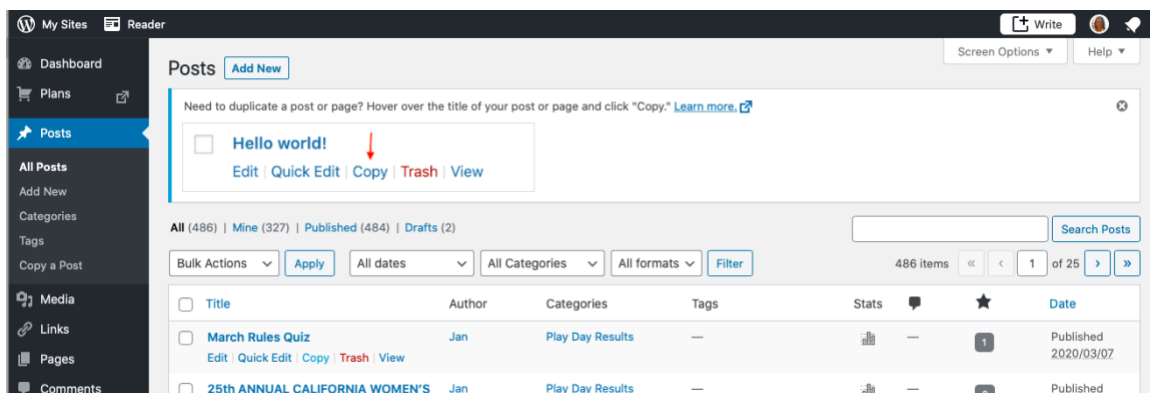 My Sites Reader Write
Screen Options ▼ Help ▼
Dashboard
Plans
Posts
All Posts
Add New
Categories
Tags
Copy a Post
Media
Links
Pages
Comments
Posts Add New
Need to duplicate a post or page? Hover over the title of your post or page and click "Copy." Learn more.
Hello world!
Edit | Quick Edit | Copy | Trash | View
All (486) | Mine (327) | Published (484) | Drafts (2)
Search Posts
Bulk Actions Apply All dates All Categories All formats Filter 486 items « ‹ 1 of 25 › »
Title Author Categories Tags Stats Date
March Rules Quiz Jan Play Day Results — — 1 Published
Edit | Quick Edit | Copy | Trash | View 2020/03/07
25th ANNUAL CALIFORNIA WOMEN'S Jan Play Day Results — — Published